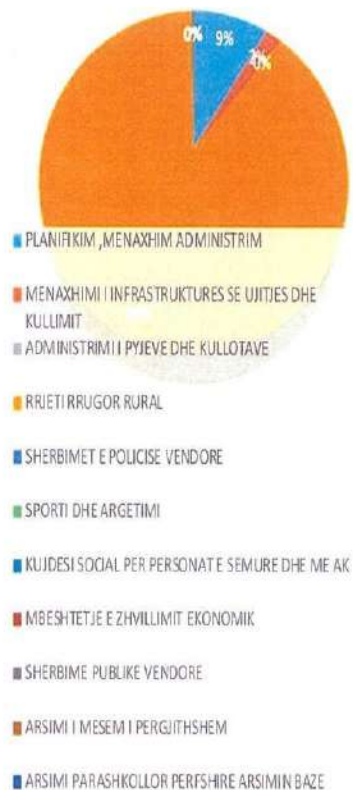 0% 9%
0%
PLANIFIKIM ,MENAXHIM ADMINISTRIM
MENAXHIMI I INFRASTRUKTURES SE UJITJES DHE
KULLIMIT
ADMINISTRIMI I PYJEVE DHE KULLOTAVE
RRJETI RRUGOR RURAL
SHERBIMET E POLICISE VENDORE
SPORTI DHE ARGETIMI
KUJDESI SOCIAL PER PERSONAT E SEMURE DHE ME AK
MBESHTETJE E ZHVILLIMIT EKONOMIK
SHERBIME PUBLIKE VENDORE
ARSIMI I MESEM I PERGJITHSHEM
ARSIMI PARASHKOLLOR PERFSHIRE ARSIMIN BAZE